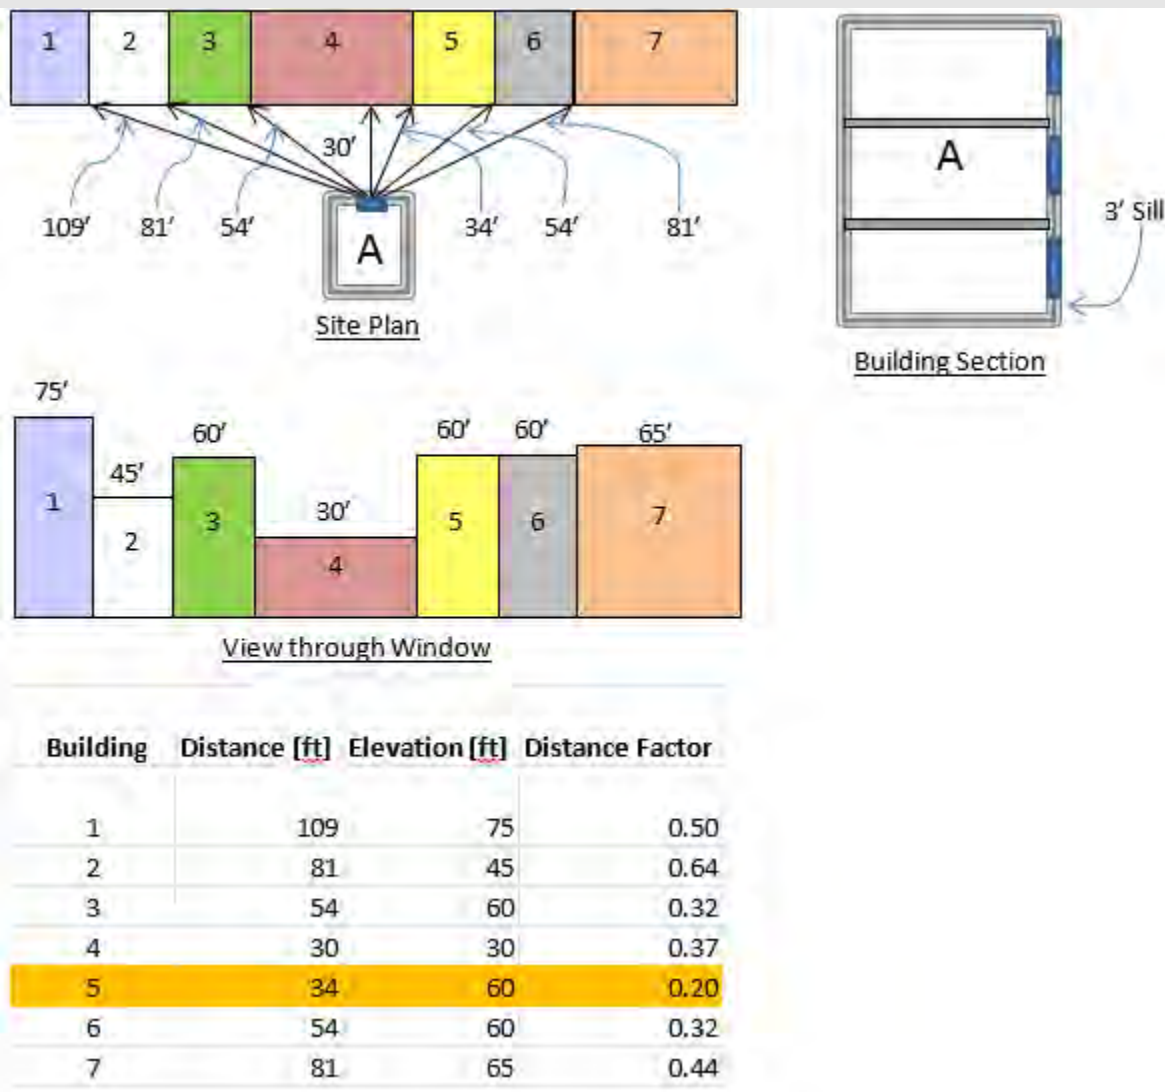 1 2 3 4 5 6 7
30′
109′ 81′ 54′ 34′ 54′ 81′
A
Site Plan
A
3′ Sill
Building Section
75′
45′
60′
30′
60′ 60′ 65′
1 2 3 4 5 6 7
View through Window
Building Distance [ft] Elevation [ft] Distance Factor
1 109 75 0.50
2 81 45 0.64
3 54 60 0.32
4 30 30 0.37
5 34 60 0.20
6 54 60 0.32
7 81 65 0.44